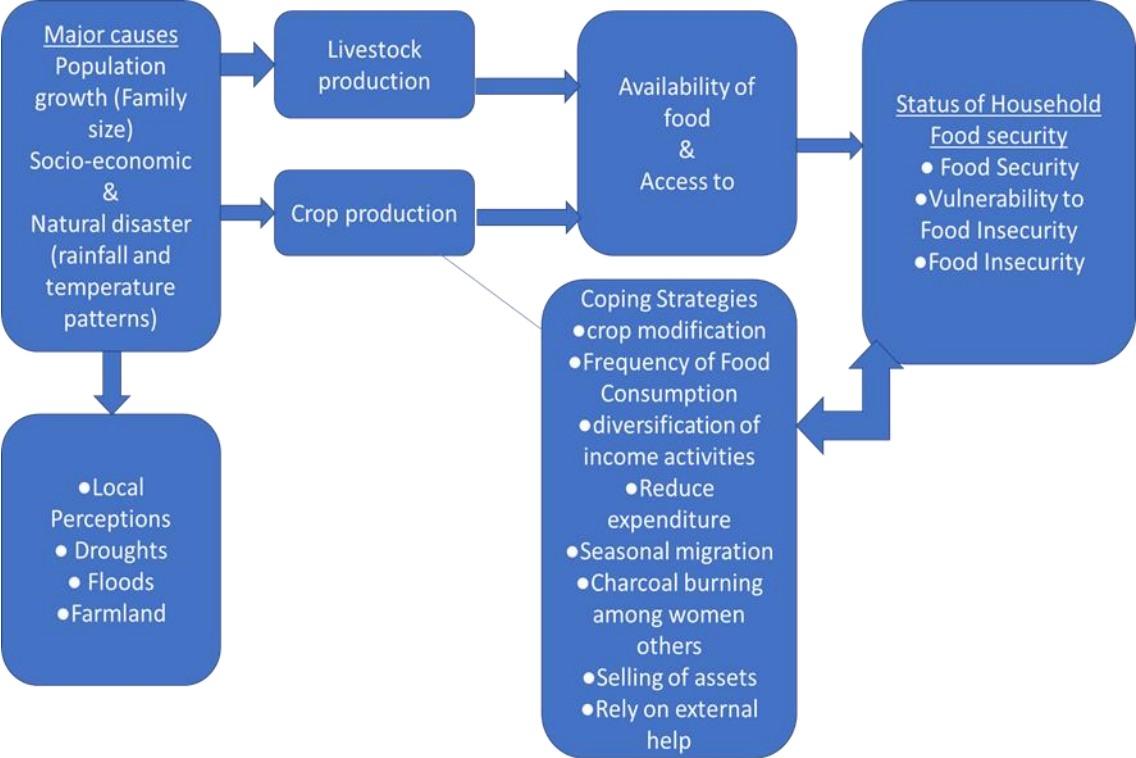 Major causes
Population
growth (Family
size)
Socio-economic
&
Natural disaster
(rainfall and
temperature
patterns)
Livestock
production
Crop production
Availability of
food
&
Access to
Status of Household
Food security
● Food Security
●Vulnerability to
Food Insecurity
●Food Insecurity
Coping Strategies
●crop modification
●Frequency of Food
Consumption
●diversification of
income activities
●Reduce
expenditure
●Seasonal migration
●Charcoal burning
among women
others
●Selling of assets
●Rely on external
help
●Local
Perceptions
● Droughts
● Floods
●Farmland